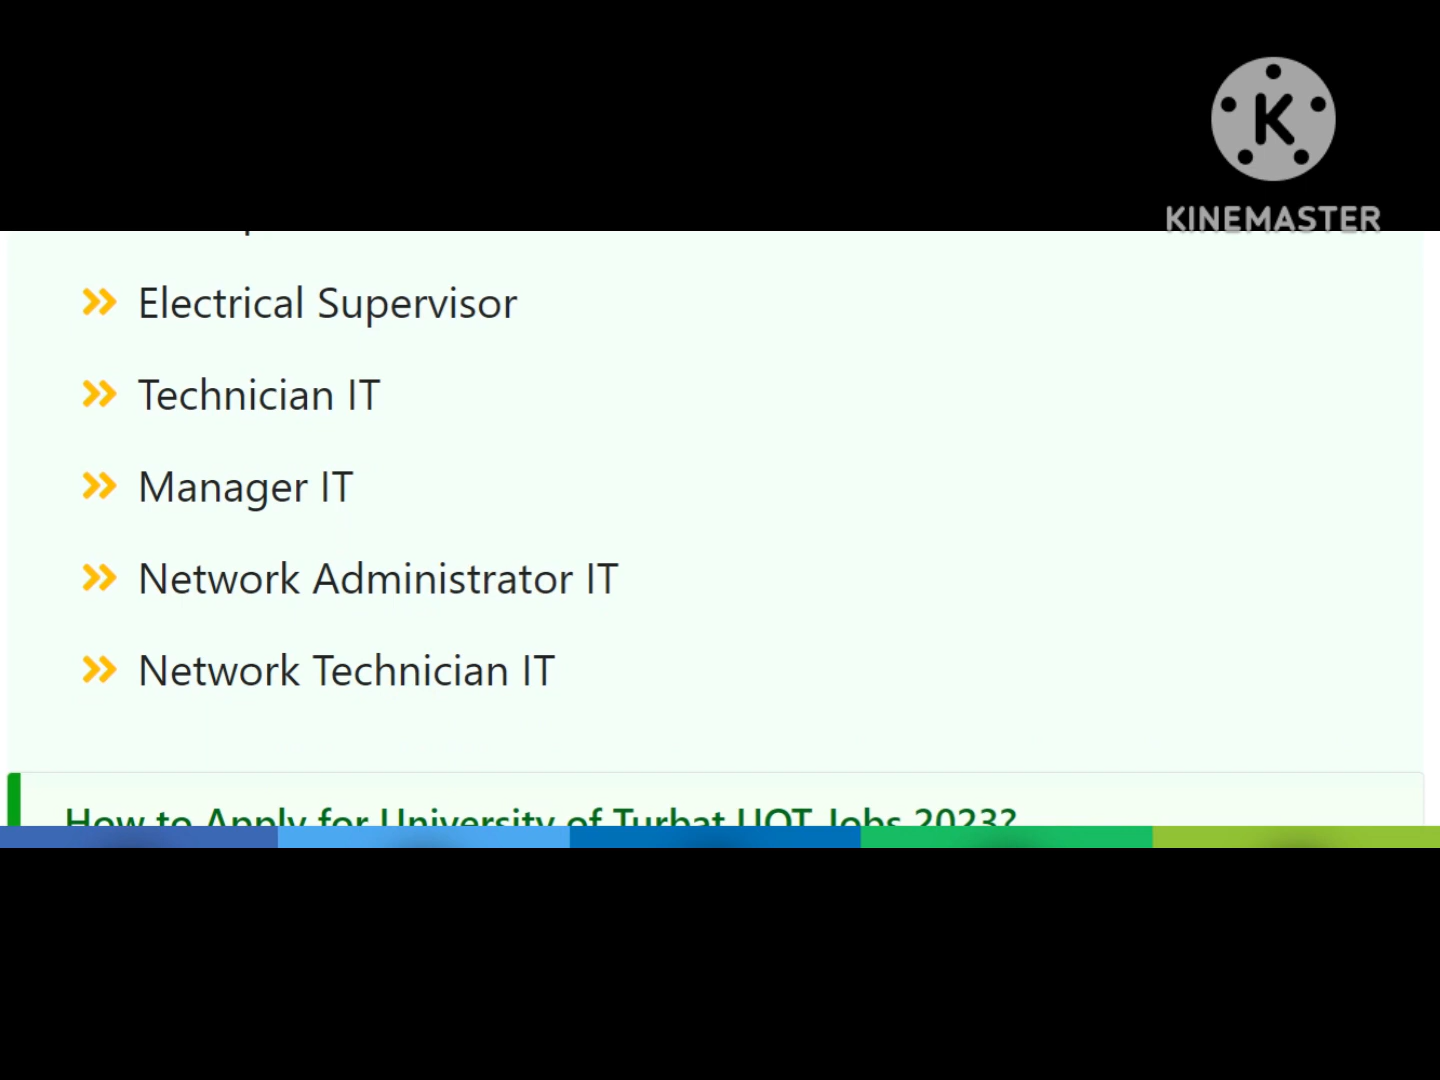 KINEMASTER
Electrical Supervisor
Technician IT
Manager IT
Network Administrator IT
Network Technician IT
How to Apply for University of Turbat UOT Jobs 2023?